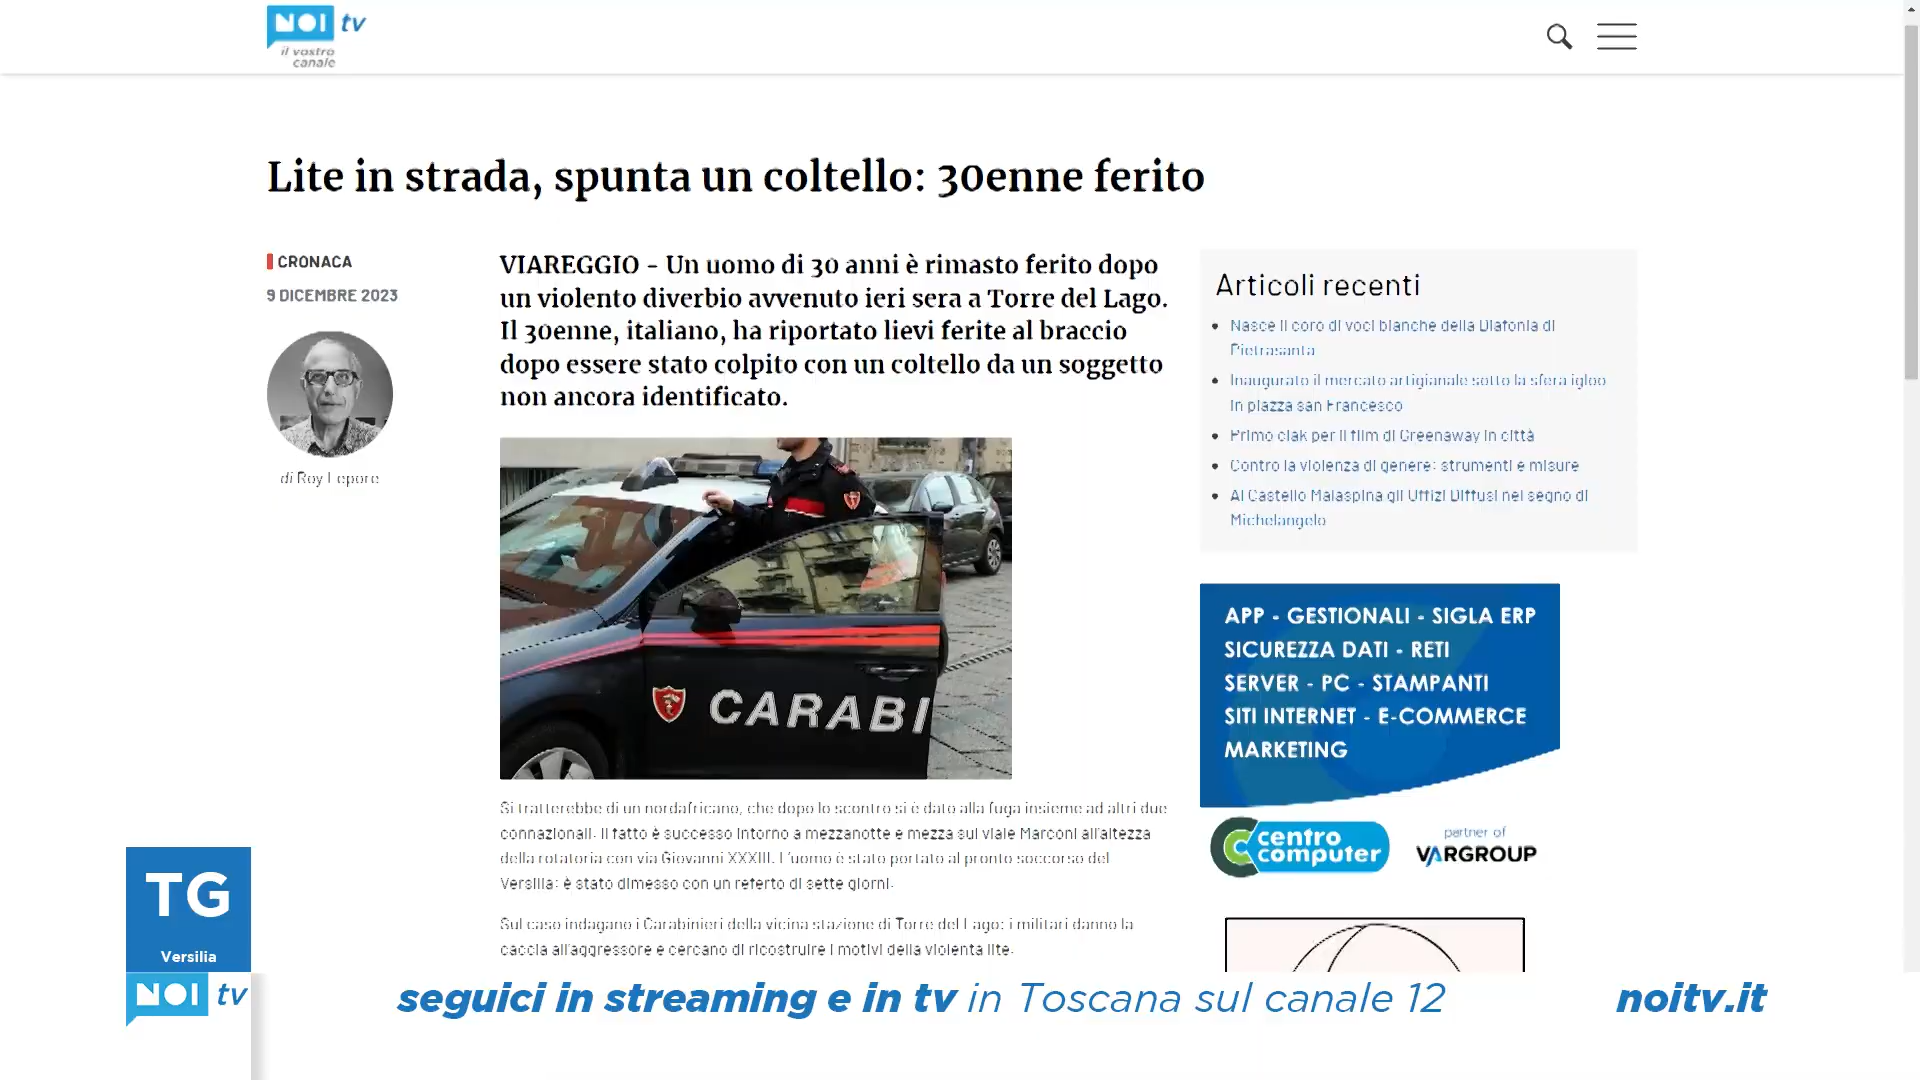 NOI tv
il vostro
canale
Lite in strada, spunta un coltello: 30enne ferito
CRONACA
9 DICEMBRE 2023
di Roy Lepore
VIAREGGIO - Un uomo di 30 anni è rimasto ferito dopo
un violento diverbio avvenuto ieri sera a Torre del Lago.
Il 30enne, italiano, ha riportato lievi ferite al braccio
dopo essere stato colpito con un coltello da un soggetto
non ancora identificato.
CARABI
Si tratterebbe di un nordafricano, che dopo lo scontro si è dato alla fuga insieme ad altri due
connazionali. Il fatto è successo intorno a mezzanotte e mezza sul viale Marconi all'altezza
della rotatoria con via Giovanni XXXIII. L'uomo è stato portato al pronto soccorso del
Versilia: è stato dimesso con un referto di sette giorni.
Sul caso indagano i Carabinieri della vicina stazione di Torre del Lago: i militari danno la
caccia all'aggressore e cercano di ricostruire i motivi della violenta lite.
Articoli recenti
Nasce il coro di voci bianche della Diafonia di
Pietrasanta
Inaugurato il mercato artigianale sotto la sfera igloo
in piazza san Francesco
Primo ciak per il film di Greenaway in città
Contro la violenza di genere: strumenti e misure
Al Castello Malaspina gli Uffizi Diffusi nel segno di
Michelangelo
APP - GESTIONALI - SIGLA ERP
SICUREZZA DATI - RETI
SERVER - PC - STAMPANTI
SITI INTERNET - E-COMMERCE
MARKETING
centro
computer
partner of
VARGROUP
TG
Versilia
NOI tv
seguici in streaming e in tv in Toscana sul canale 12
noitv.it